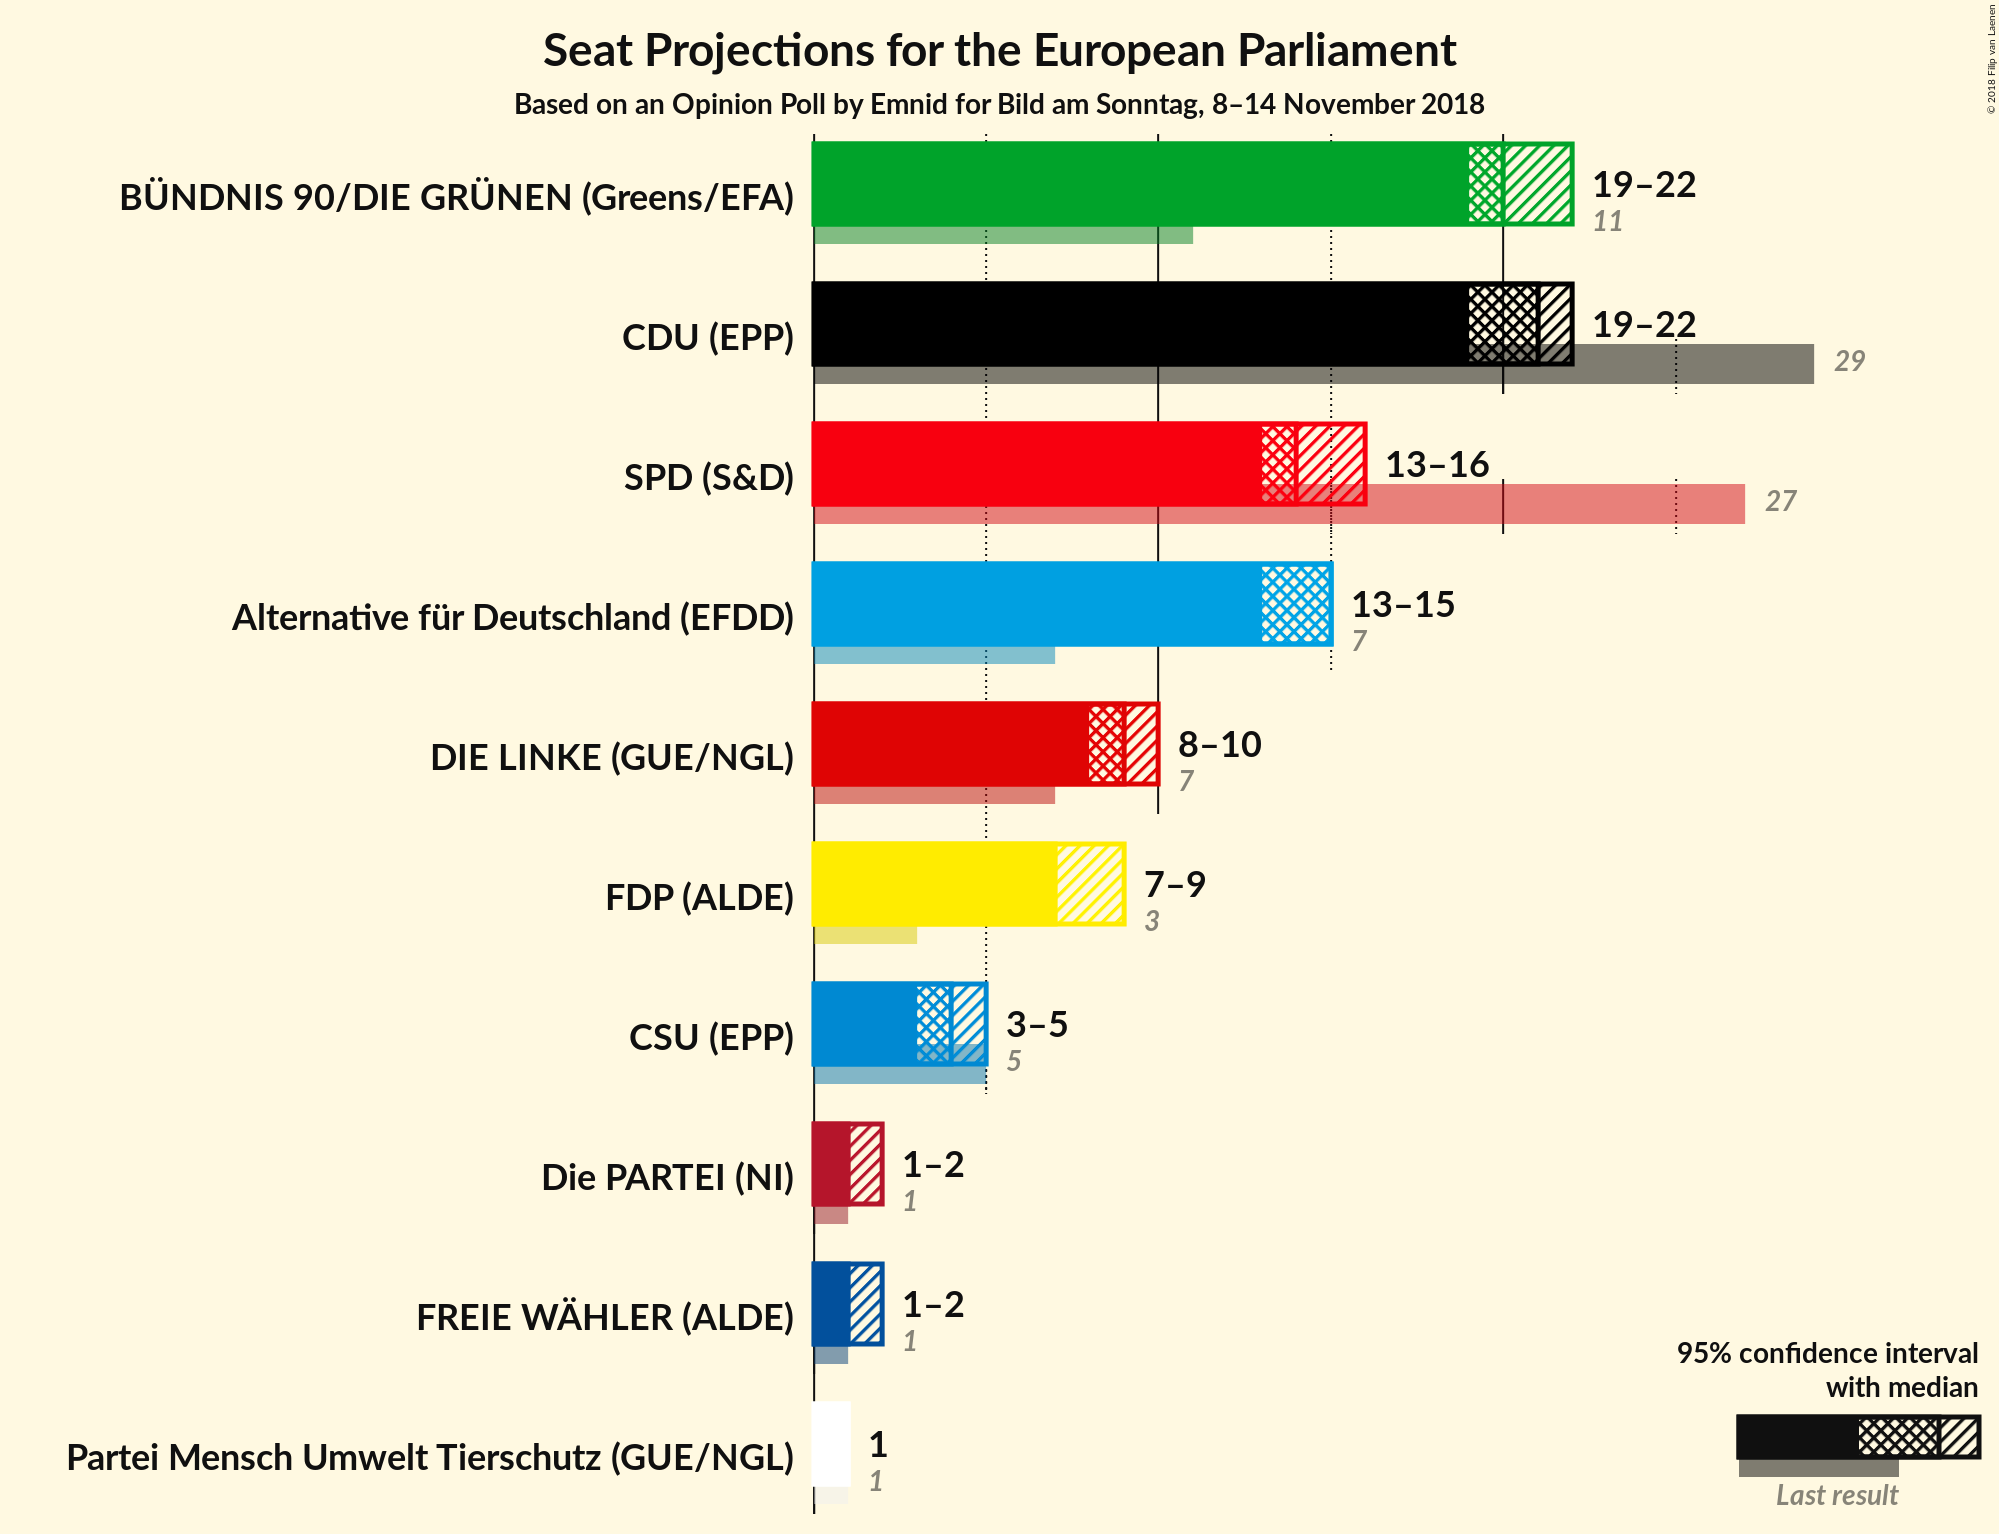 Seat Projections for the European Parliament
Based on an Opinion Poll by Emnid for Bild am Sonntag, 8–14 November 2018
© 2018 Filip van Laenen
BÜNDNIS 90/DIE GRÜNEN (Greens/EFA)
19–22
11
CDU (EPP)
19–22
29
SPD (S&D)
13–16
27
Alternative für Deutschland (EFDD)
13–15
7
DIE LINKE (GUE/NGL)
8–10
7
FDP (ALDE)
7–9
3
CSU (EPP)
3–5
5
Die PARTEI (NI)
1–2
1
FREIE WÄHLER (ALDE)
1–2
1
Partei Mensch Umwelt Tierschutz (GUE/NGL)
1
1
95% confidence interval
with median
Last result